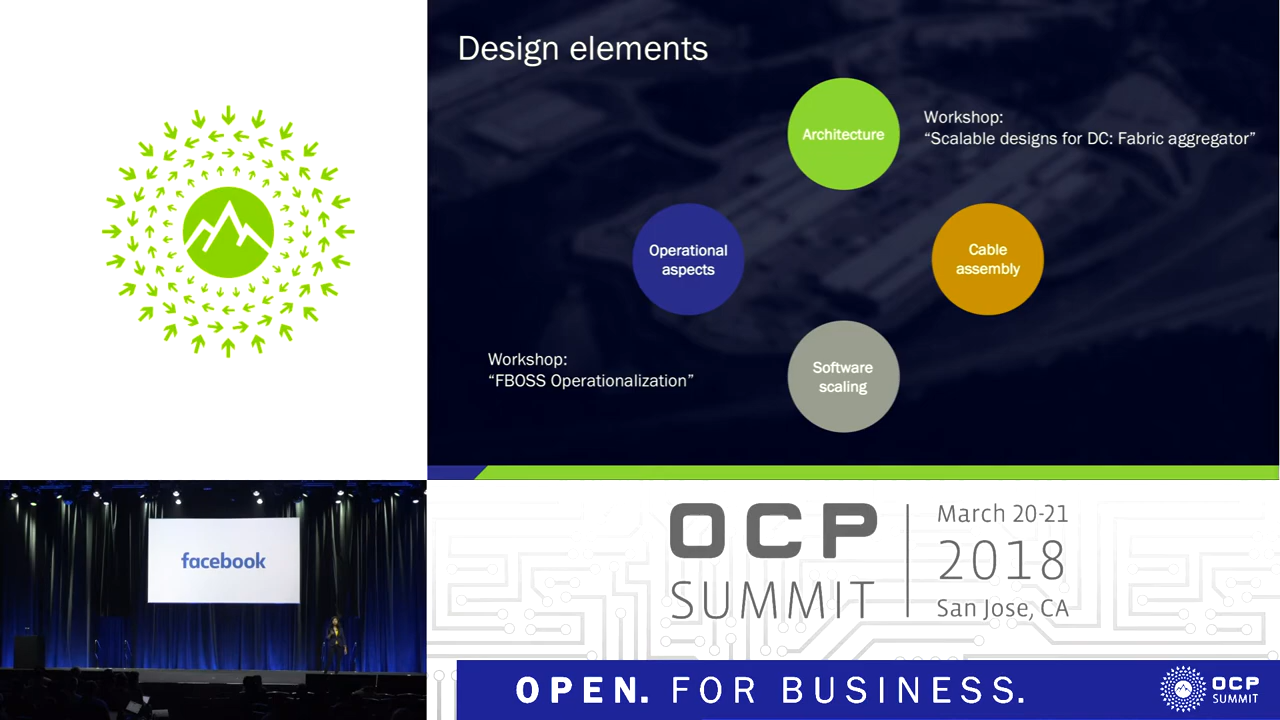 Design elements
Architecture
Workshop:
“Scalable designs for DC: Fabric aggregator”
Operational
aspects
Cable
assembly
Workshop:
“FBOSS Operationalization”
Software
scaling
facebook
OCP
SUMMIT
March 20-21
2018
San Jose, CA
OPEN. FOR BUSINESS.
OCP
SUMMIT